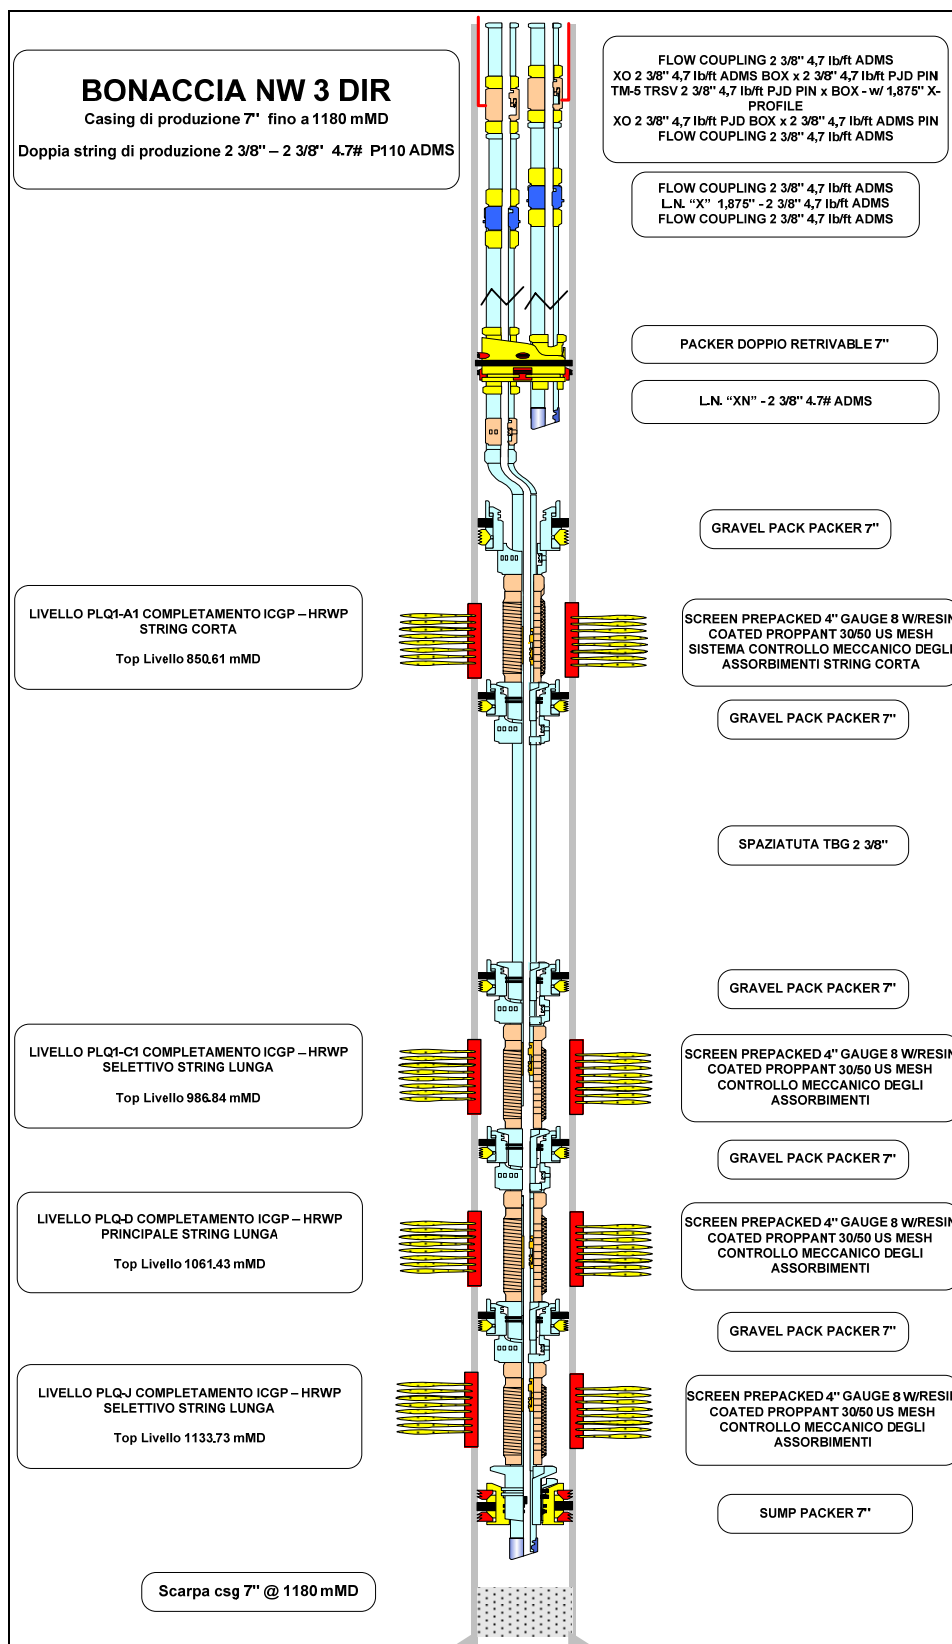 BONACCIA NW 3 DIR
Casing di produzione 7" fino a 1180 mMD
Doppia string di produzione 2 3/8" – 2 3/8" 4.7# P110 ADMS
FLOW COUPLING 2 3/8" 4,7 lb/ft ADMS
XO 2 3/8" 4,7 lb/ft ADMS BOX x 2 3/8" 4,7 lb/ft PJD PIN
TM-5 TRSV 2 3/8" 4,7 lb/ft PJD PIN x BOX - w/ 1,875" X-
PROFILE
XO 2 3/8" 4,7 lb/ft PJD BOX x 2 3/8" 4,7 lb/ft ADMS PIN
FLOW COUPLING 2 3/8" 4,7 lb/ft ADMS
FLOW COUPLING 2 3/8" 4,7 lb/ft ADMS
L.N. “X” 1,875" - 2 3/8" 4,7 lb/ft ADMS
FLOW COUPLING 2 3/8" 4,7 lb/ft ADMS
PACKER DOPPIO RETRIVABLE 7"
L.N. “XN” - 2 3/8" 4.7# ADMS
GRAVEL PACK PACKER 7"
LIVELLO PLQ1-A1 COMPLETAMENTO ICGP – HRWP
STRING CORTA
Top Livello 850.61 mMD
SCREEN PREPACKED 4" GAUGE 8 W/RESIN
COATED PROPPANT 30/50 US MESH
SISTEMA CONTROLLO MECCANICO DEGLI
ASSORBIMENTI STRING CORTA
GRAVEL PACK PACKER 7"
SPAZIATUTA TBG 2 3/8"
GRAVEL PACK PACKER 7"
LIVELLO PLQ1-C1 COMPLETAMENTO ICGP – HRWP
SELETTIVO STRING LUNGA
Top Livello 986.84 mMD
SCREEN PREPACKED 4" GAUGE 8 W/RESIN
COATED PROPPANT 30/50 US MESH
CONTROLLO MECCANICO DEGLI
ASSORBIMENTI
GRAVEL PACK PACKER 7"
LIVELLO PLQ-D COMPLETAMENTO ICGP – HRWP
PRINCIPALE STRING LUNGA
Top Livello 1061.43 mMD
SCREEN PREPACKED 4" GAUGE 8 W/RESIN
COATED PROPPANT 30/50 US MESH
CONTROLLO MECCANICO DEGLI
ASSORBIMENTI
GRAVEL PACK PACKER 7"
LIVELLO PLQ-J COMPLETAMENTO ICGP – HRWP
SELETTIVO STRING LUNGA
Top Livello 1133.73 mMD
SCREEN PREPACKED 4" GAUGE 8 W/RESIN
COATED PROPPANT 30/50 US MESH
CONTROLLO MECCANICO DEGLI
ASSORBIMENTI
SUMP PACKER 7"
Scarpa csg 7" @ 1180 mMD